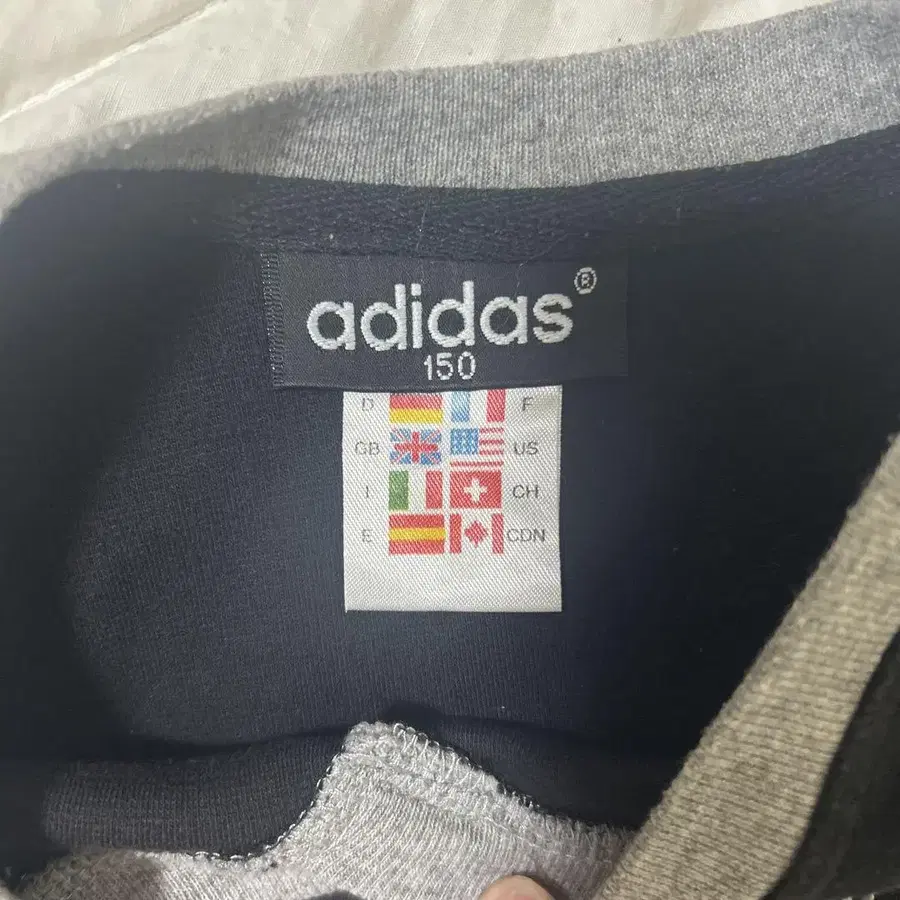 adidas®
150
D F
GB US
I CH
E CDN